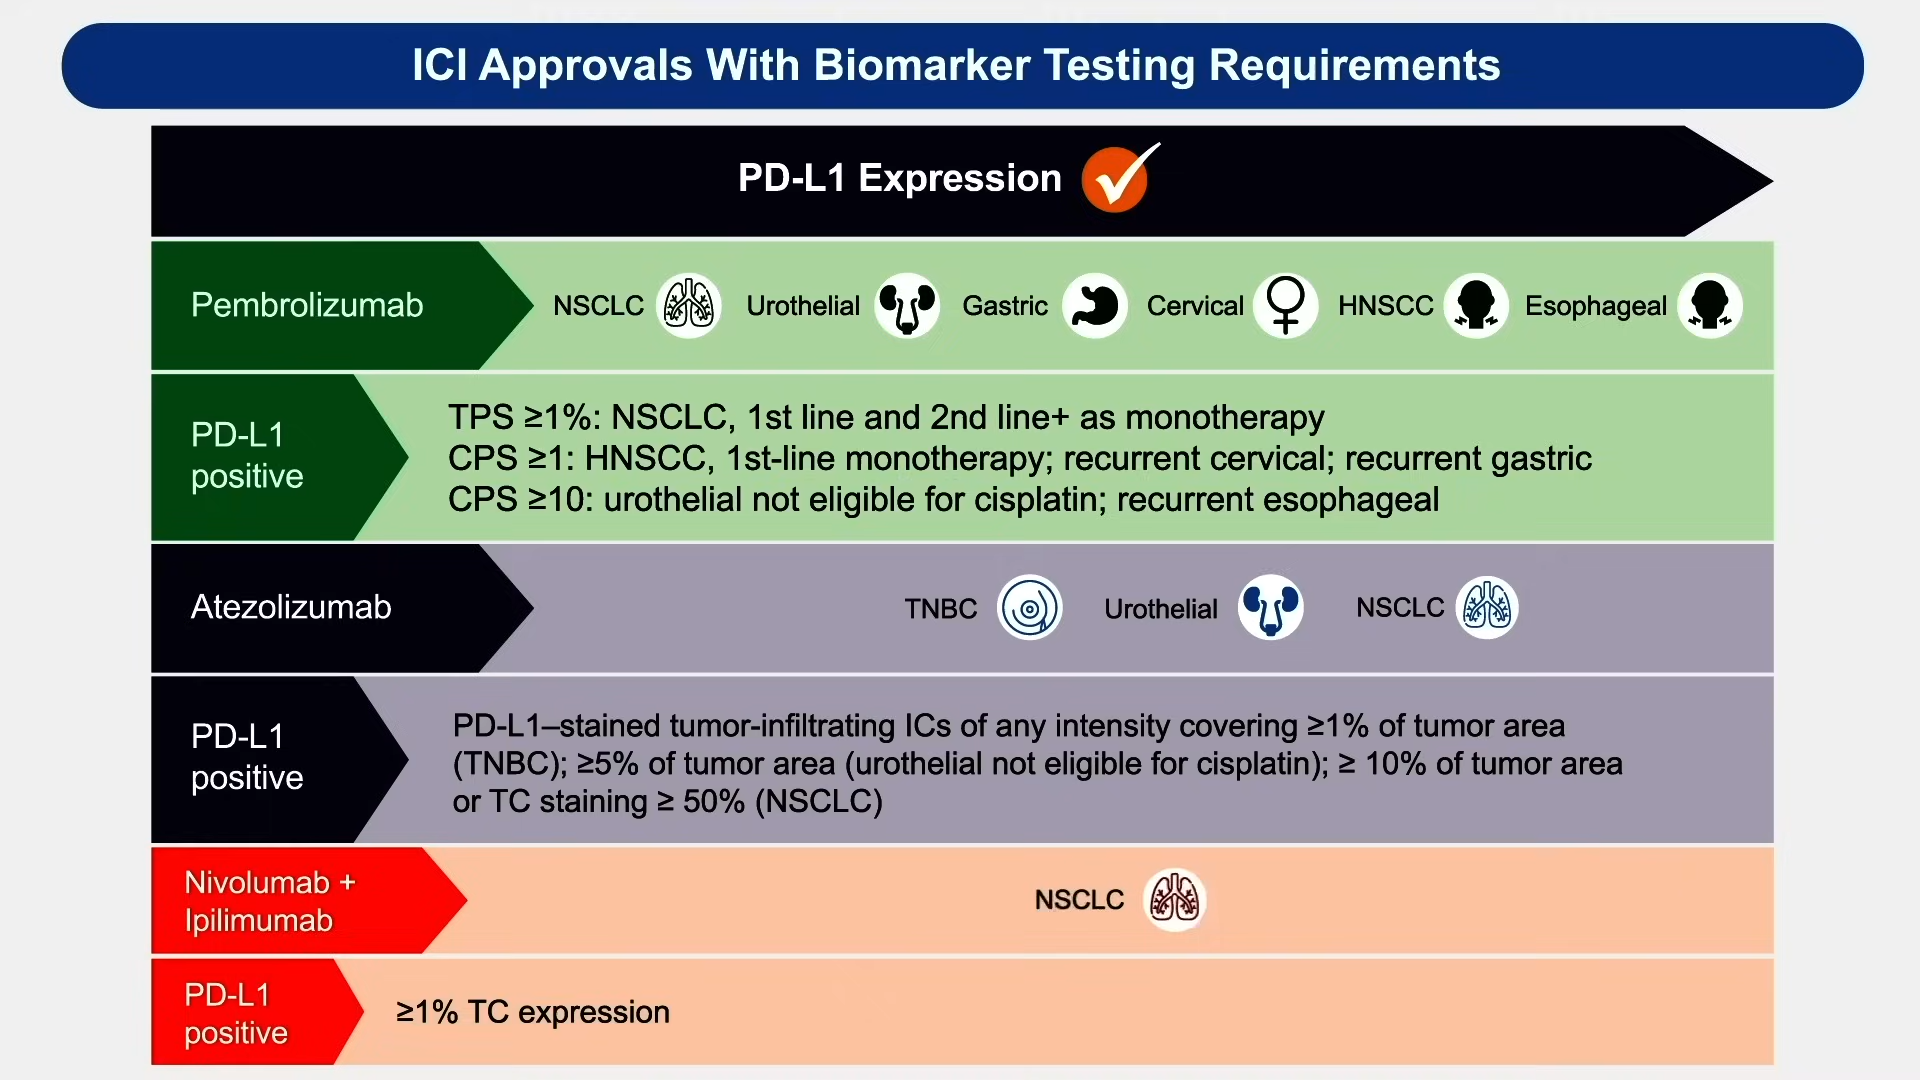 ICI Approvals With Biomarker Testing Requirements
PD-L1 Expression
Pembrolizumab
NSCLC Urothelial Gastric Cervical HNSCC Esophageal
PD-L1
positive
TPS ≥1%: NSCLC, 1st line and 2nd line+ as monotherapy
CPS ≥1: HNSCC, 1st-line monotherapy; recurrent cervical; recurrent gastric
CPS ≥10: urothelial not eligible for cisplatin; recurrent esophageal
Atezolizumab
TNBC Urothelial NSCLC
PD-L1
positive
PD-L1–stained tumor-infiltrating ICs of any intensity covering ≥1% of tumor area
(TNBC); ≥5% of tumor area (urothelial not eligible for cisplatin); ≥ 10% of tumor area
or TC staining ≥ 50% (NSCLC)
Nivolumab +
Ipilimumab
NSCLC
PD-L1
positive
≥1% TC expression